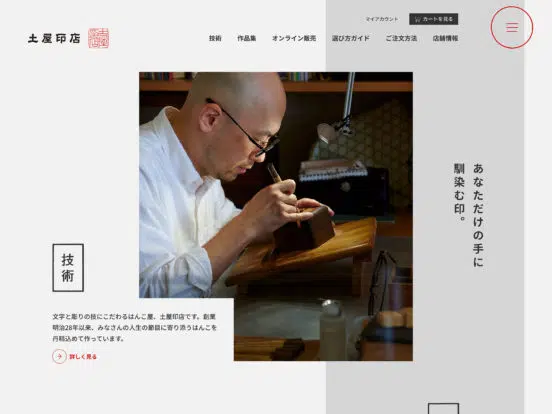 マイアカウント
カートを見る
土屋印店
技術
作品集
オンライン販売
選び方ガイド
ご注文方法
店舗情報
あなただけの手に
馴染む印。
技術
文字と彫りの技にこだわるはんこ屋、土屋印店です。創業
明治28年以来、みなさんの人生の節目に寄り添うはんこを
丹精込めて作っています。
詳しく見る